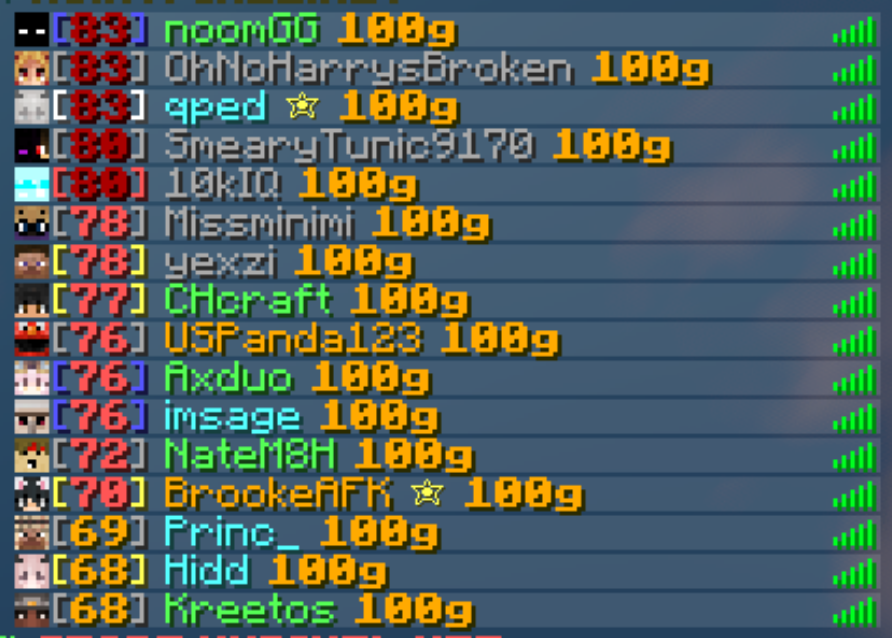 [83] noomGG 100g
[83] OhNoHarrysBroken 100g
[83] qped ☆ 100g
[80] SmearyTunic9170 100g
[80] 10kIQ 100g
[78] Missminimi 100g
[78] yexzi 100g
[77] CHcraft 100g
[76] USPanda123 100g
[76] Axduo 100g
[76] imsage 100g
[72] NateM8H 100g
[70] BrookeAFK ☆ 100g
[69] Princ_ 100g
[68] Hidd 100g
[68] Kreetos 100g